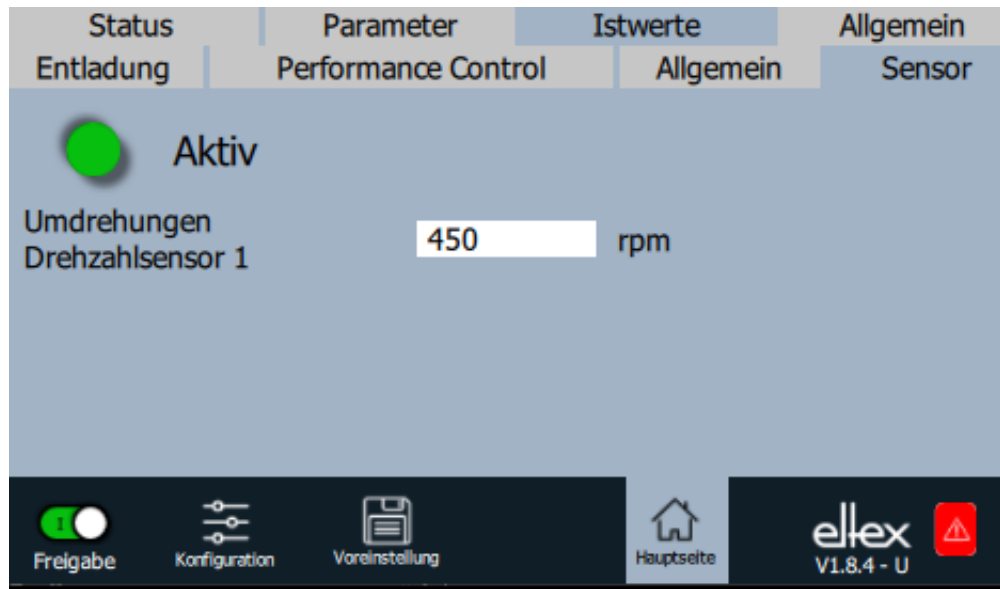 Status Parameter Istwerte Allgemein
Entladung Performance Control Allgemein Sensor
Aktiv
Umdrehungen
Drehzahlsensor 1
450 rpm
I
Freigabe Konfiguration Voreinstellung Hauptseite
eltex
V1.8.4 - U